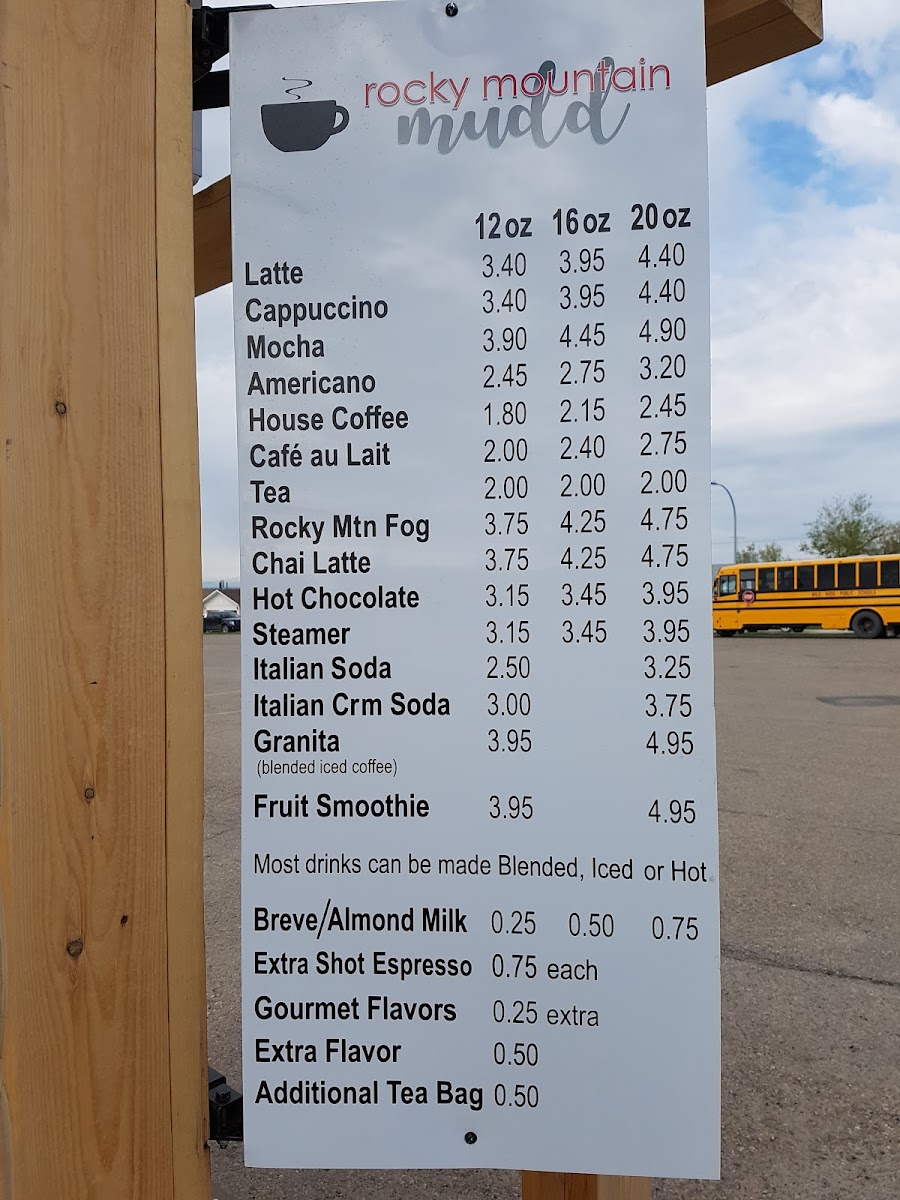 rocky mountain
mudd
12 oz 16 oz 20 oz
Latte 3.40 3.95 4.40
Cappuccino 3.40 3.95 4.40
Mocha 3.90 4.45 4.90
Americano 2.45 2.75 3.20
House Coffee 1.80 2.15 2.45
Café au Lait 2.00 2.40 2.75
Tea 2.00 2.00 2.00
Rocky Mtn Fog 3.75 4.25 4.75
Chai Latte 3.75 4.25 4.75
Hot Chocolate 3.15 3.45 3.95
Steamer 3.15 3.45 3.95
Italian Soda 2.50 3.25
Italian Crm Soda 3.00 3.75
Granita 3.95 4.95
(blended iced coffee)
Fruit Smoothie 3.95 4.95
Most drinks can be made Blended, Iced or Hot.
Breve/Almond Milk 0.25 0.50 0.75
Extra Shot Espresso 0.75 each
Gourmet Flavors 0.25 extra
Extra Flavor 0.50
Additional Tea Bag 0.50